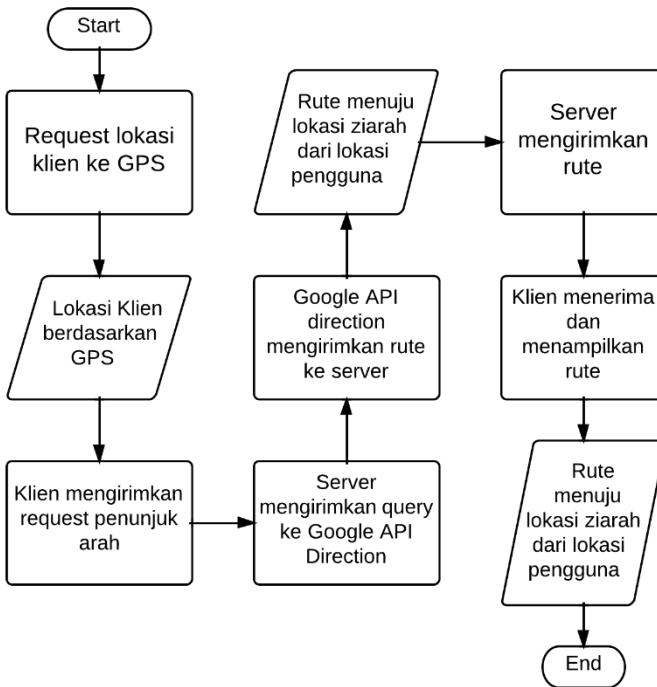 Start
Request lokasi
klien ke GPS
Lokasi Klien
berdasarkan
GPS
Klien mengirimkan
request penunjuk
arah
Server
mengirimkan query
ke Google API
Direction
Google API
direction
mengirimkan rute
ke server
Rute menuju
lokasi ziarah
dari lokasi
pengguna
Server
mengirimkan
rute
Klien menerima
dan
menampilkan
rute
Rute
menuju
lokasi ziarah
dari lokasi
pengguna
End